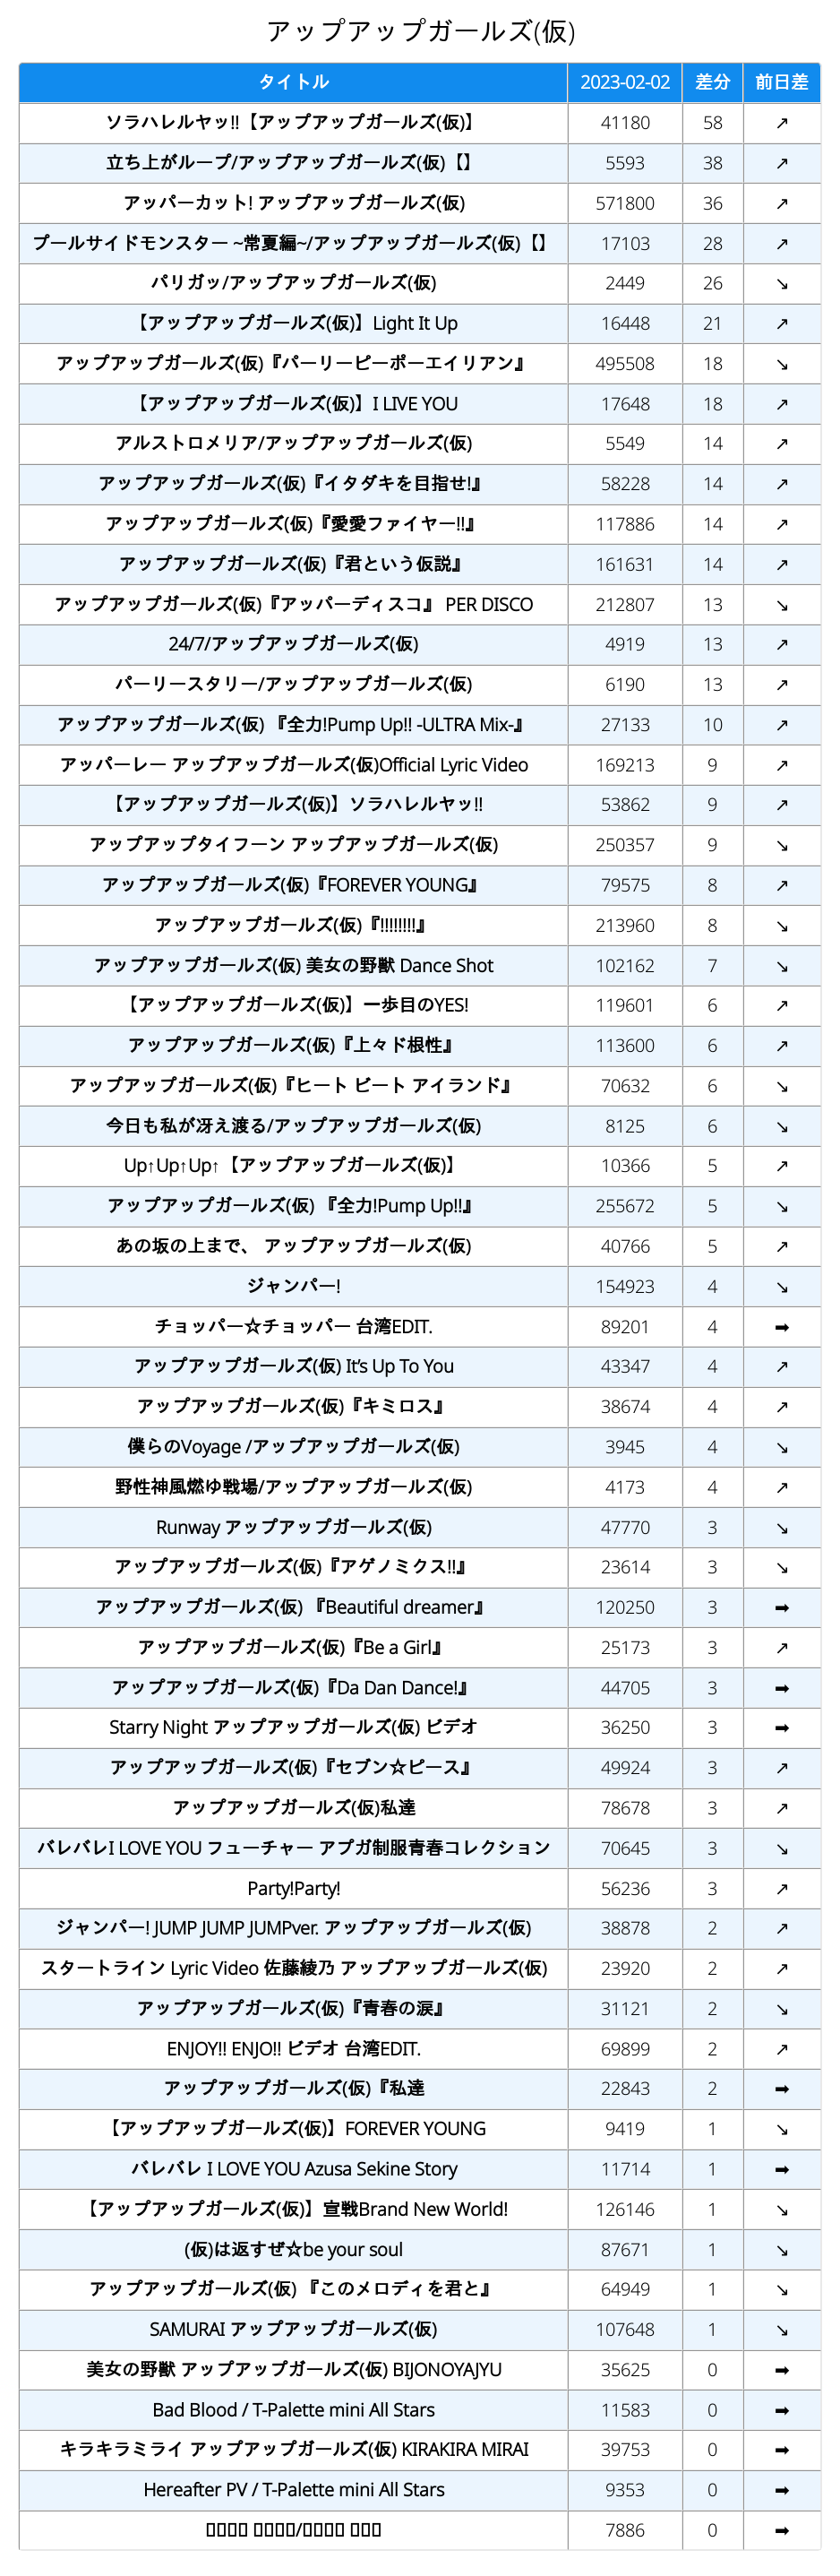 アップアップガールズ(仮)
タイトル 2023-02-02 差分 前日差
ソラハレルヤッ!!【アップアップガールズ(仮)】 41180 58 ↗
立ち上がループ/アップアップガールズ(仮)【】 5593 38 ↗
アッパーカット! アップアップガールズ(仮) 571800 36 ↗
プールサイドモンスター ~常夏編~/アップアップガールズ(仮)【】 17103 28 ↗
パリガッ/アップアップガールズ(仮) 2449 26 ↘
【アップアップガールズ(仮)】Light It Up 16448 21 ↗
アップアップガールズ(仮)『パーリーピーポーエイリアン』 495508 18 ↘
【アップアップガールズ(仮)】I LIVE YOU 17648 18 ↗
アルストロメリア/アップアップガールズ(仮) 5549 14 ↗
アップアップガールズ(仮)『イタダキを目指せ!』 58228 14 ↗
アップアップガールズ(仮)『愛愛ファイヤー!!』 117886 14 ↗
アップアップガールズ(仮)『君という仮説』 161631 14 ↗
アップアップガールズ(仮)『アッパーディスコ』 PER DISCO 212807 13 ↘
24/7/アップアップガールズ(仮) 4919 13 ↗
パーリースタリー/アップアップガールズ(仮) 6190 13 ↗
アップアップガールズ(仮) 『全力!Pump Up!! -ULTRA Mix-』 27133 10 ↗
アッパーレー アップアップガールズ(仮)Official Lyric Video 169213 9 ↗
【アップアップガールズ(仮)】ソラハレルヤッ!! 53862 9 ↗
アップアップタイフーン アップアップガールズ(仮) 250357 9 ↘
アップアップガールズ(仮)『FOREVER YOUNG』 79575 8 ↗
アップアップガールズ(仮)『!!!!!!!!』 213960 8 ↘
アップアップガールズ(仮) 美女の野獣 Dance Shot 102162 7 ↘
【アップアップガールズ(仮)】一歩目のYES! 119601 6 ↗
アップアップガールズ(仮)『上々ド根性』 113600 6 ↗
アップアップガールズ(仮)『ヒート ビート アイランド』 70632 6 ↘
今日も私が冴え渡る/アップアップガールズ(仮) 8125 6 ↘
Up↑Up↑Up↑【アップアップガールズ(仮)】 10366 5 ↗
アップアップガールズ(仮) 『全力!Pump Up!!』 255672 5 ↘
あの坂の上まで、 アップアップガールズ(仮) 40766 5 ↗
ジャンパー! 154923 4 ↘
チョッパー☆チョッパー 台湾EDIT. 89201 4 ➡
アップアップガールズ(仮) It's Up To You 43347 4 ↗
アップアップガールズ(仮)『キミロス』 38674 4 ↗
僕らのVoyage /アップアップガールズ(仮) 3945 4 ↘
野性神風燃ゆ戦場/アップアップガールズ(仮) 4173 4 ↗
Runway アップアップガールズ(仮) 47770 3 ↘
アップアップガールズ(仮)『アゲノミクス!!』 23614 3 ↘
アップアップガールズ(仮) 『Beautiful dreamer』 120250 3 ➡
アップアップガールズ(仮)『Be a Girl』 25173 3 ↗
アップアップガールズ(仮)『Da Dan Dance!』 44705 3 ➡
Starry Night アップアップガールズ(仮) ビデオ 36250 3 ➡
アップアップガールズ(仮)『セブン☆ピース』 49924 3 ↗
アップアップガールズ(仮)私達 78678 3 ↗
バレバレI LOVE YOU フューチャー アプガ制服青春コレクション 70645 3 ↘
Party!Party! 56236 3 ↗
ジャンパー! JUMP JUMP JUMPver. アップアップガールズ(仮) 38878 2 ↗
スタートライン Lyric Video 佐藤綾乃 アップアップガールズ(仮) 23920 2 ↗
アップアップガールズ(仮)『青春の涙』 31121 2 ↘
ENJOY!! ENJO!! ビデオ 台湾EDIT. 69899 2 ↗
アップアップガールズ(仮)『私達 22843 2 ➡
【アップアップガールズ(仮)】FOREVER YOUNG 9419 1 ↘
バレバレ I LOVE YOU Azusa Sekine Story 11714 1 ➡
【アップアップガールズ(仮)】宣戦Brand New World! 126146 1 ↘
(仮)は返すぜ☆be your soul 87671 1 ↘
アップアップガールズ(仮) 『このメロディを君と』 64949 1 ↘
SAMURAI アップアップガールズ(仮) 107648 1 ↘
美女の野獣 アップアップガールズ(仮) BIJONOYAJYU 35625 0 ➡
Bad Blood / T-Palette mini All Stars 11583 0 ➡
キラキラミライ アップアップガールズ(仮) KIRAKIRA MIRAI 39753 0 ➡
Hereafter PV / T-Palette mini All Stars 9353 0 ➡
7886 0 ➡